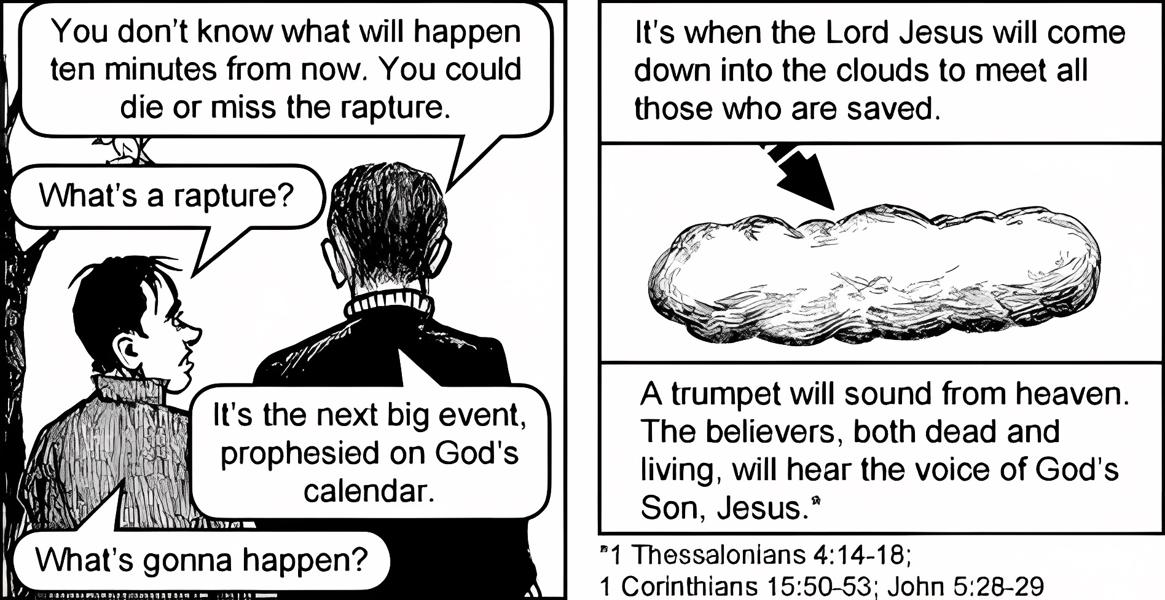 You don't know what will happen
ten minutes from now. You could
die or miss the rapture.
What's a rapture?
It's the next big event,
prophesied on God's
calendar.
What's gonna happen?
It's when the Lord Jesus will come
down into the clouds to meet all
those who are saved.
A trumpet will sound from heaven.
The believers, both dead and
living, will hear the voice of God's
Son, Jesus.*
*1 Thessalonians 4:14-18;
1 Corinthians 15:50-53; John 5:28-29